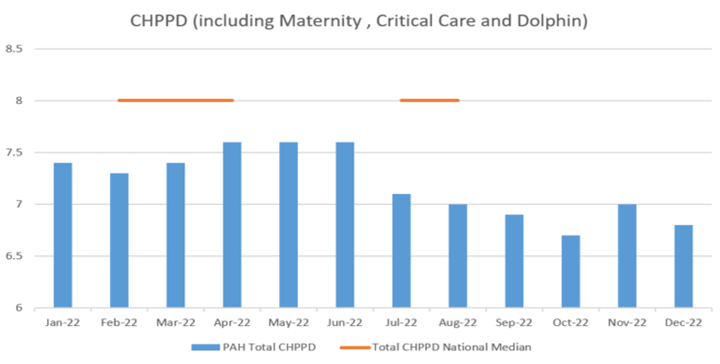 CHPPD (including Maternity , Critical Care and Dolphin)
8.5
8
7.5
7
6.5
6
Jan-22 Feb-22 Mar-22 Apr-22 May-22 Jun-22 Jul-22 Aug-22 Sep-22 Oct-22 Nov-22 Dec-22
PAH Total CHPPD Total CHPPD National Median